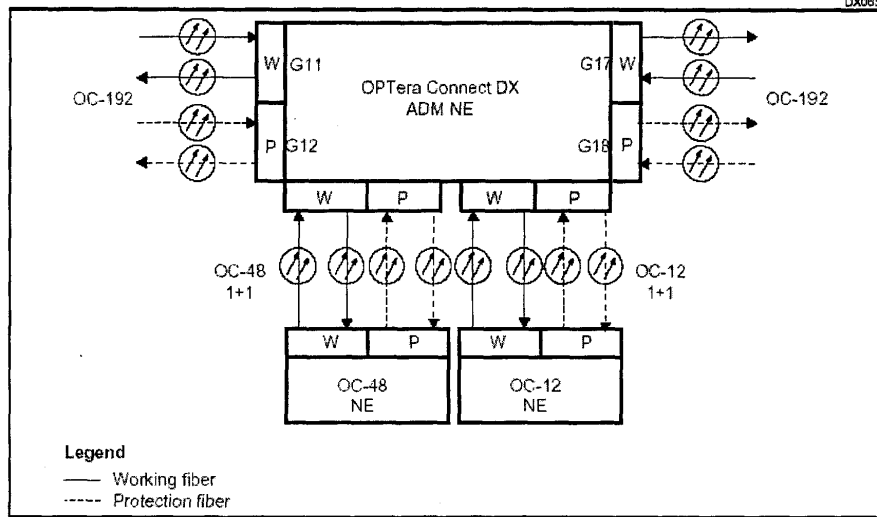 W G11
OPTera Connect DX
ADM NE
G17 W
OC-192
OC-192
P G12
G18 P
W P W P
OC-48
1+1
OC-12
1+1
W P W P
OC-48
NE
OC-12
NE
Legend
Working fiber
Protection fiber